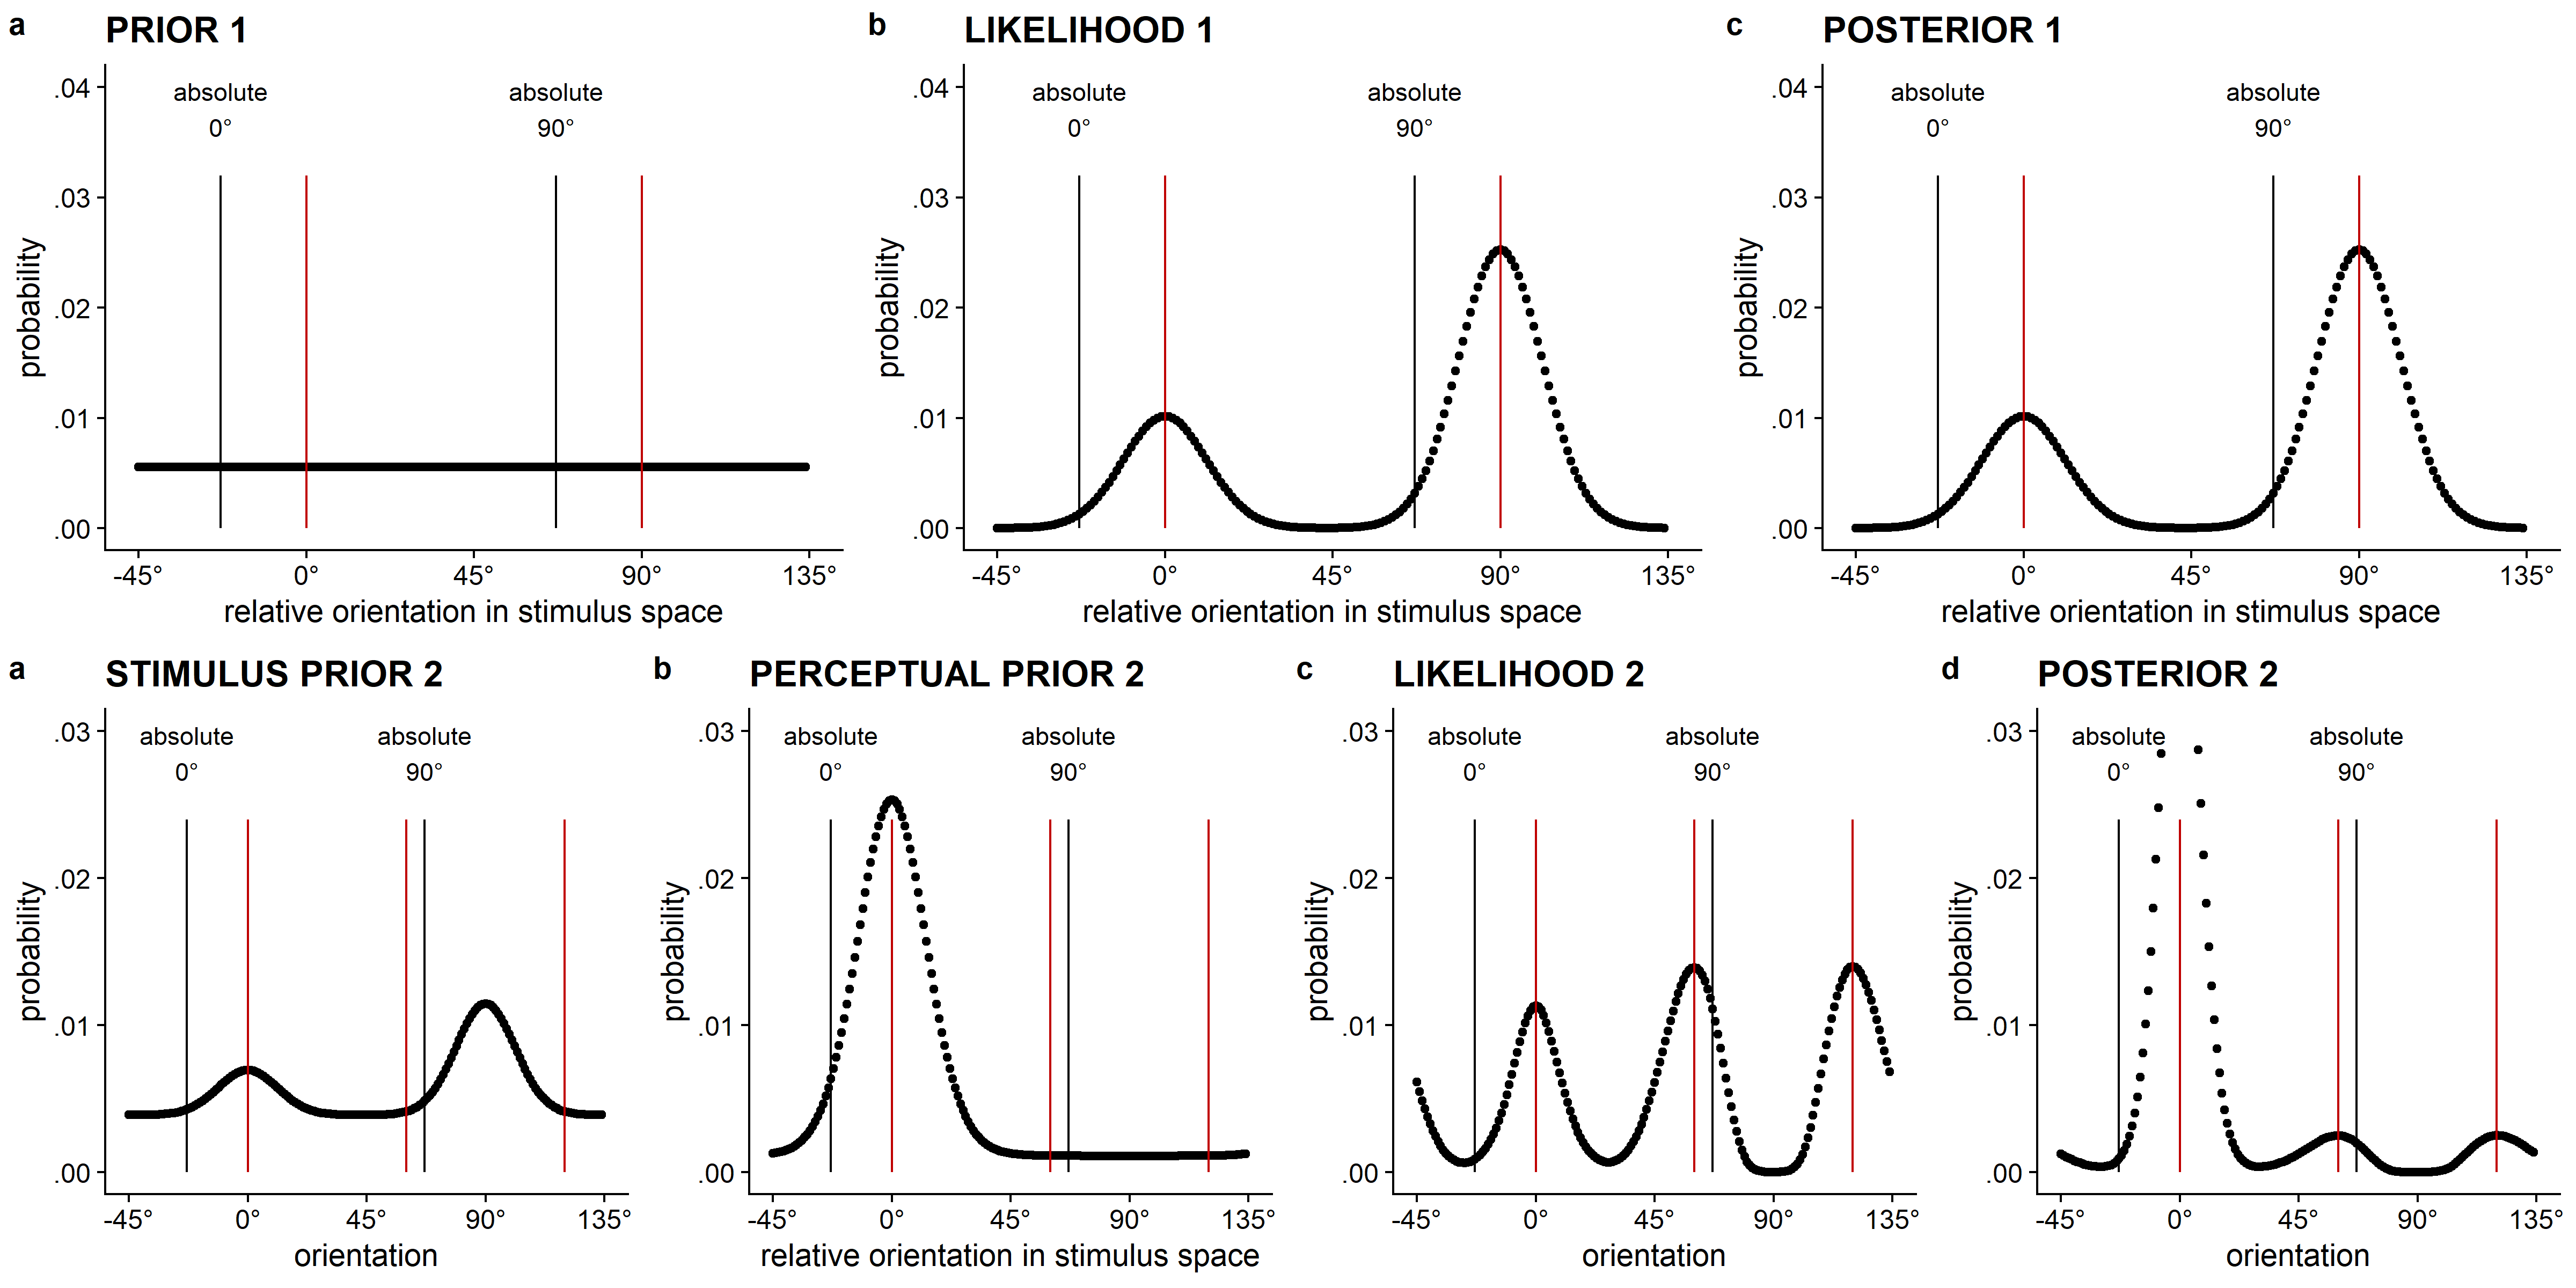 a PRIOR 1
absolute 0°
absolute 90°
.04
.03
.02
.01
.00
probability
-45° 0° 45° 90° 135°
relative orientation in stimulus space
b LIKELIHOOD 1
absolute 0°
absolute 90°
.04
.03
.02
.01
.00
probability
-45° 0° 45° 90° 135°
relative orientation in stimulus space
c POSTERIOR 1
absolute 0°
absolute 90°
.04
.03
.02
.01
.00
probability
-45° 0° 45° 90° 135°
relative orientation in stimulus space
a STIMULUS PRIOR 2
absolute 0°
absolute 90°
.03
.02
.01
.00
probability
-45° 0° 45° 90° 135°
orientation
b PERCEPTUAL PRIOR 2
absolute 0°
absolute 90°
.03
.02
.01
.00
probability
-45° 0° 45° 90° 135°
relative orientation in stimulus space
c LIKELIHOOD 2
absolute 0°
absolute 90°
.03
.02
.01
.00
probability
-45° 0° 45° 90° 135°
orientation
d POSTERIOR 2
absolute 0°
absolute 90°
.03
.02
.01
.00
probability
-45° 0° 45° 90° 135°
orientation